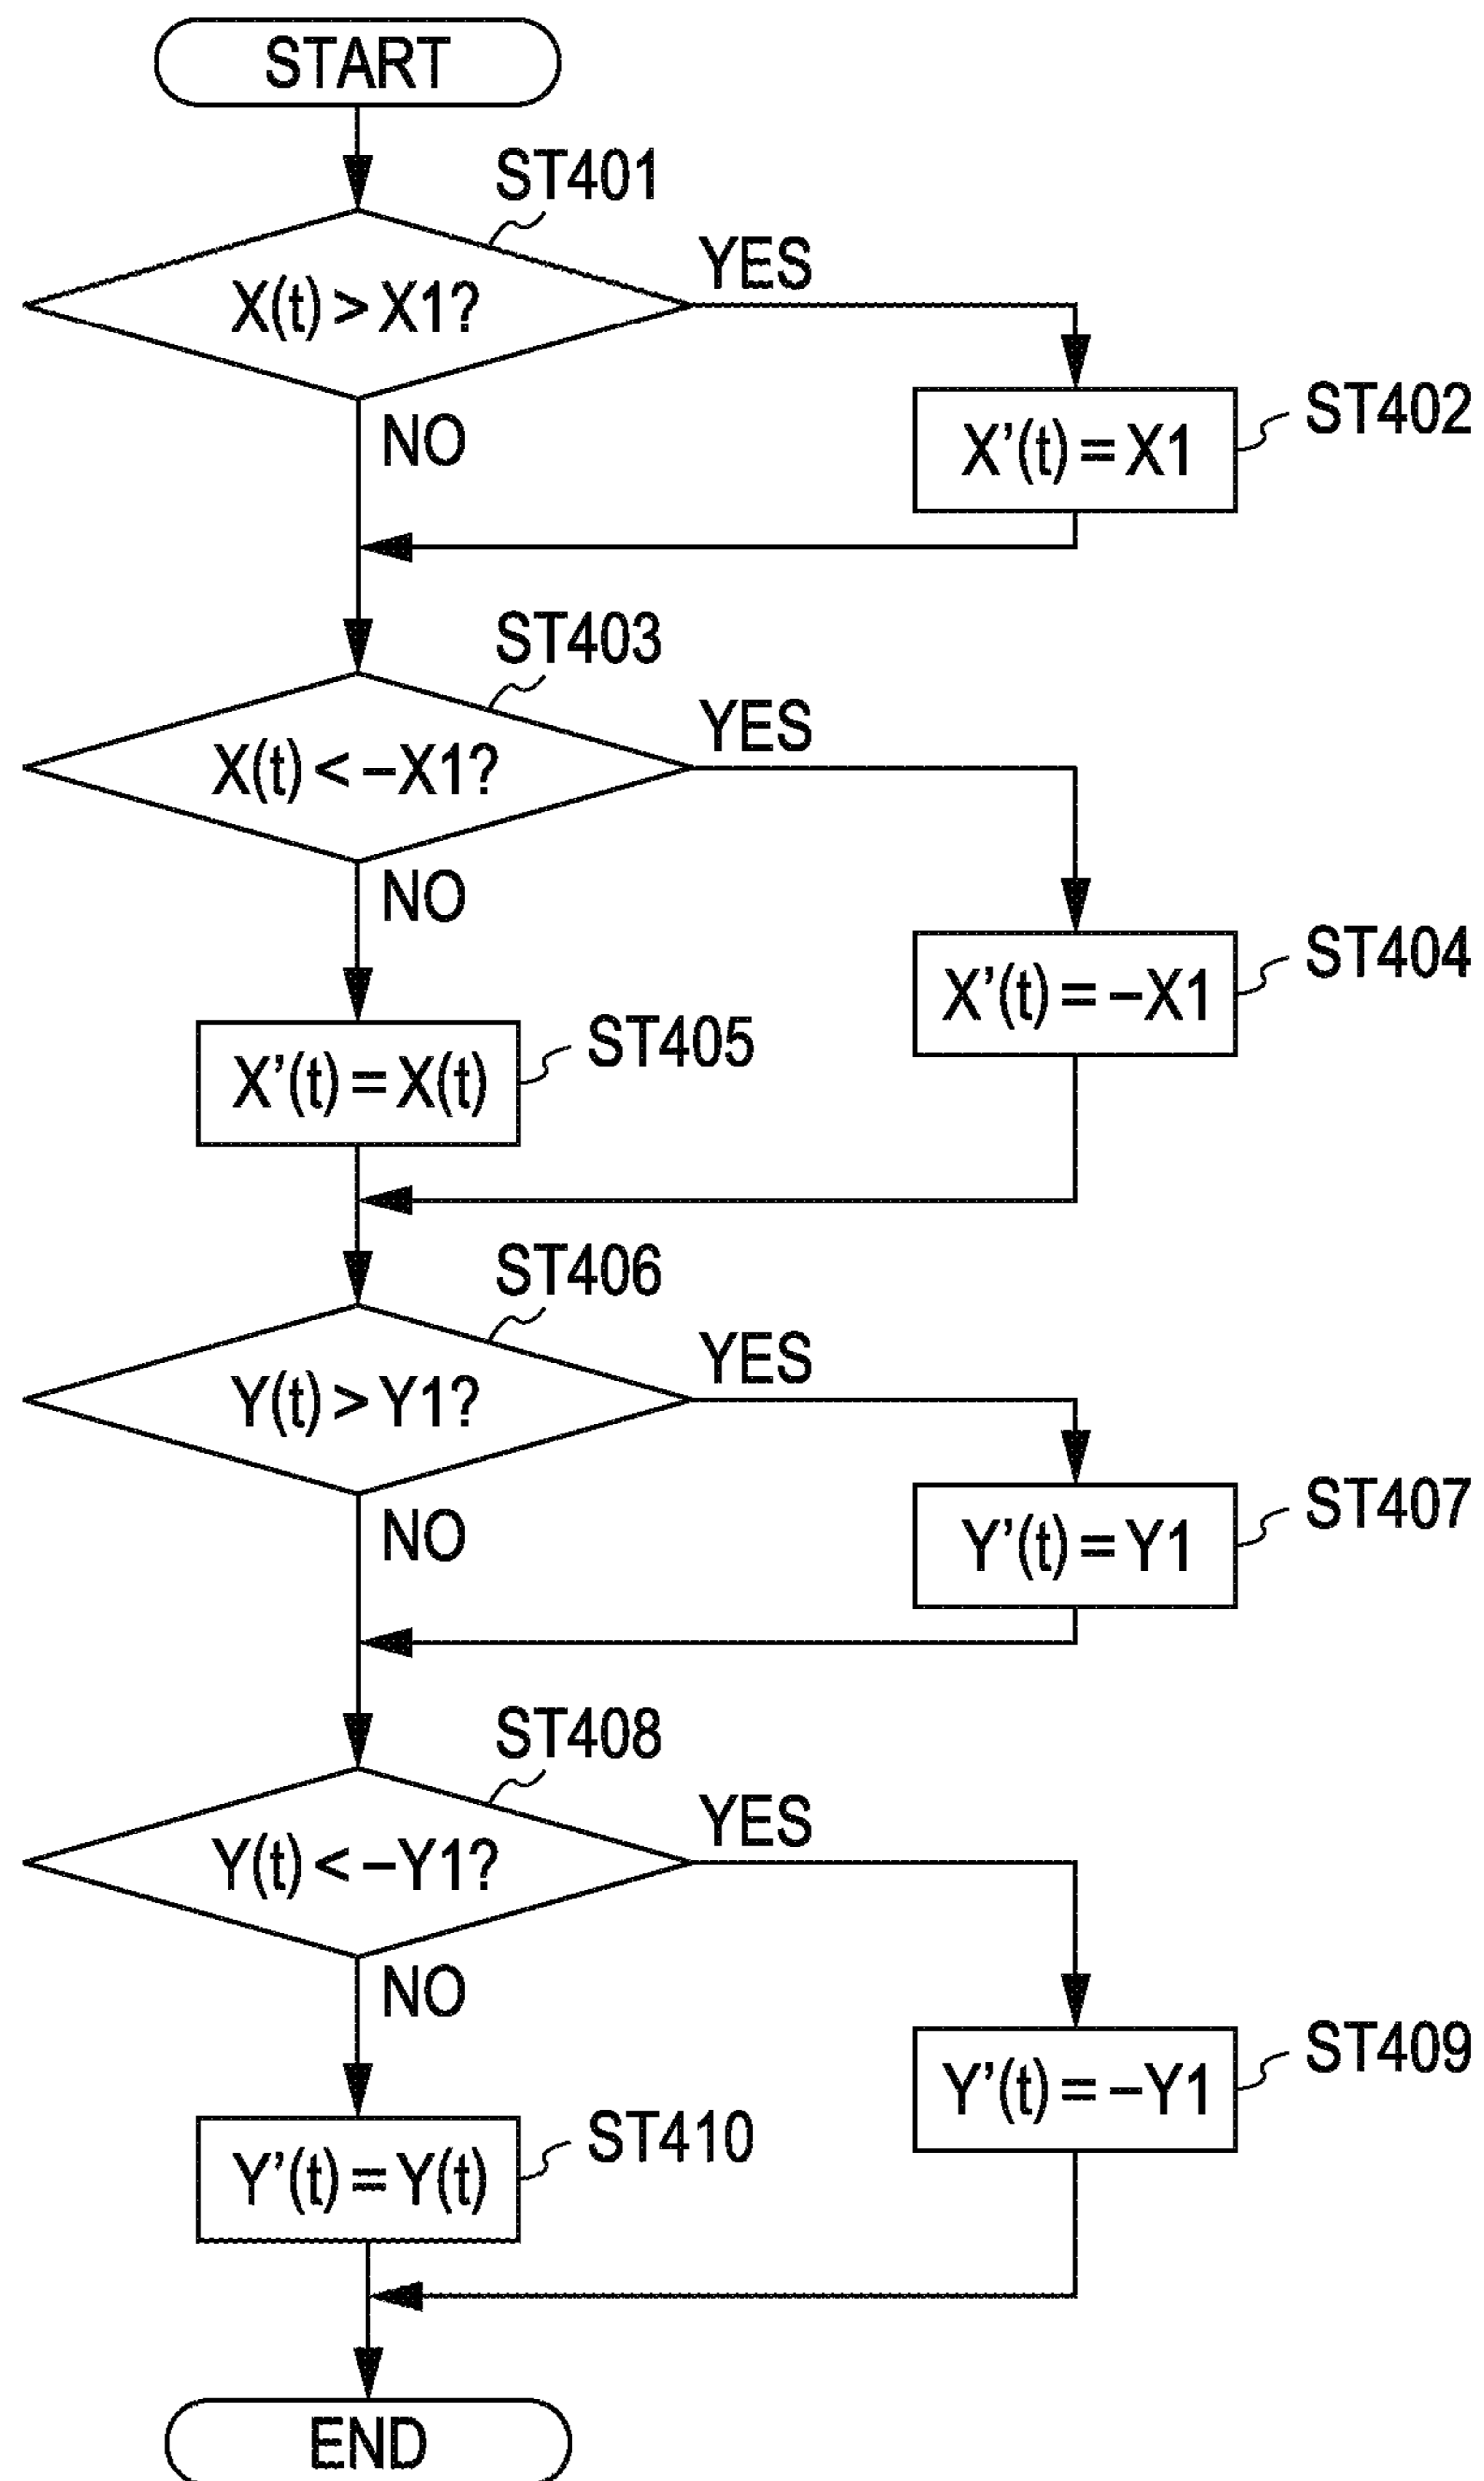 START
ST401
X(t) > X1?
YES
NO
X’(t) = X1
ST402
ST403
X(t) < –X1?
YES
NO
X’(t) = –X1
ST404
X’(t) = X(t)
ST405
ST406
Y(t) > Y1?
YES
NO
Y’(t) = Y1
ST407
ST408
Y(t) < –Y1?
YES
NO
Y’(t) = –Y1
ST409
Y’(t) = Y(t)
ST410
END